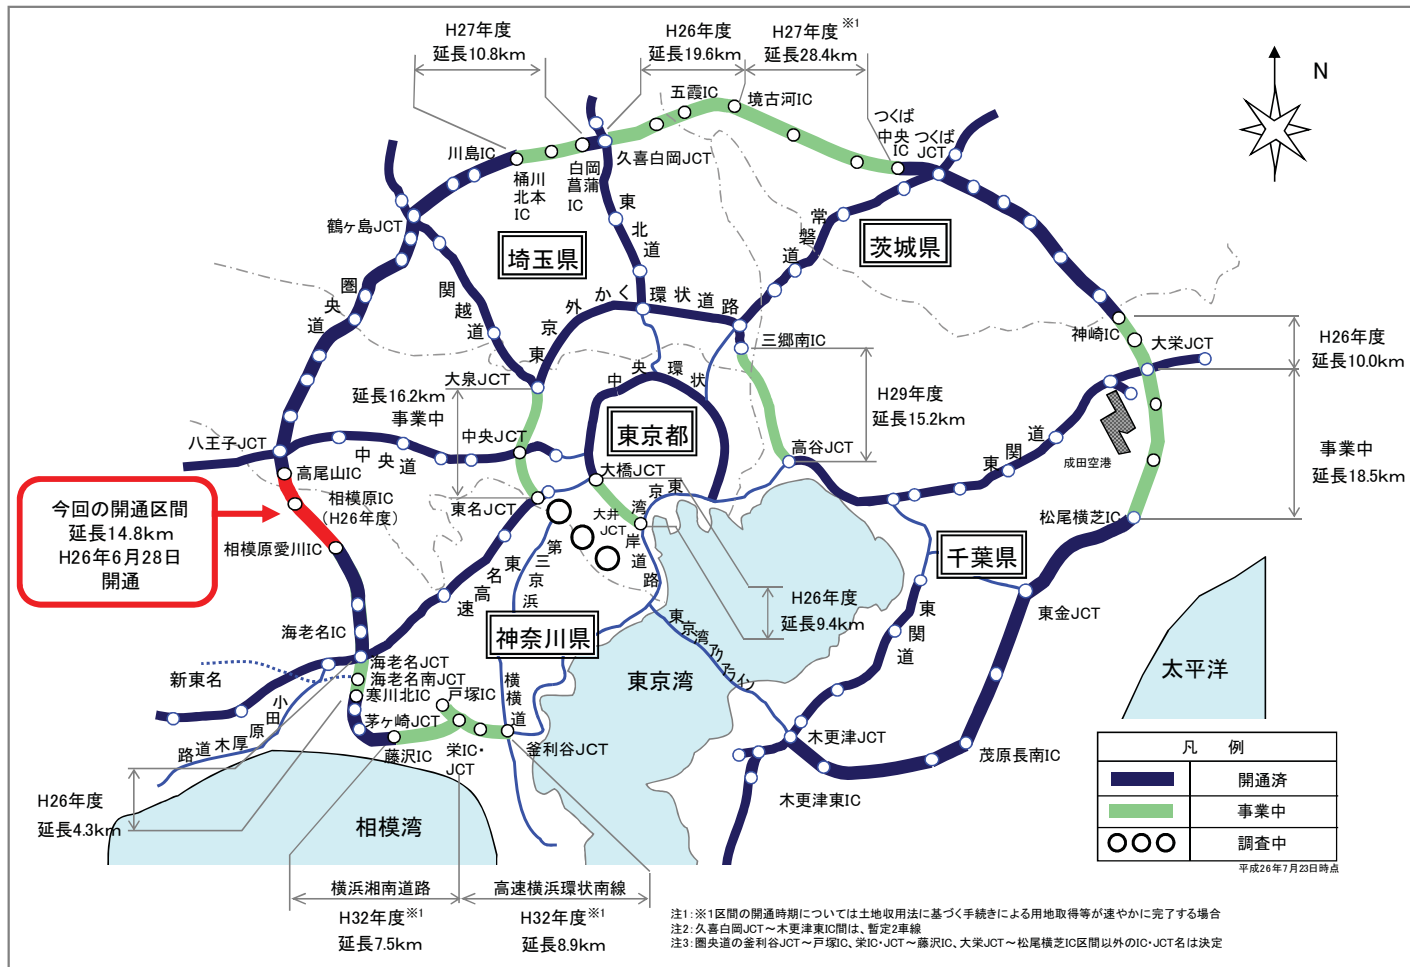 H27年度
延長10.8km
H26年度
延長19.6km
H27年度※1
延長28.4km
N
五霞IC
境古河IC
つくば
中央
IC
つくば
JCT
川島IC
桶川
北本
IC
白岡
菖蒲
IC
久喜白岡JCT
鶴ヶ島JCT
埼玉県
東北道
常磐道
茨城県
圏央道
関越道
東京外かく環状道路
神崎IC
大栄JCT
H26年度
延長10.0km
三郷南IC
大泉JCT
延長16.2km
事業中
中央環状
H29年度
延長15.2km
八王子JCT
中央道
中央JCT
東京都
高谷JCT
東関道
成田空港
事業中
延長18.5km
高尾山IC
大橋JCT
今回の開通区間
延長14.8km
H26年6月28日
開通
相模原IC
(H26年度)
東名JCT
大井
JCT
東京湾岸道路
松尾横芝IC
相模原愛川IC
第三京浜
東名高速
千葉県
H26年度
延長9.4km
東関道
東金JCT
海老名IC
神奈川県
東京湾アクアライン
海老名JCT
海老名南JCT
新東名
寒川北IC
戸塚IC
横横道
東京湾
太平洋
小田原厚木道路
茅ヶ崎JCT
藤沢IC
栄IC・
JCT
釜利谷JCT
木更津JCT
茂原長南IC
木更津東IC
H26年度
延長4.3km
相模湾
凡 例
開通済
事業中
調査中
平成26年7月23日時点
横浜湘南道路
高速横浜環状南線
H32年度※1
延長7.5km
H32年度※1
延長8.9km
注1:※1区間の開通時期については土地収用法に基づく手続きによる用地取得等が速やかに完了する場合
注2:久喜白岡JCT～木更津東IC間は、暫定2車線
注3:圏央道の釜利谷JCT～戸塚IC、栄IC・JCT～藤沢IC、大栄JCT～松尾横芝IC区間以外のIC・JCT名は決定